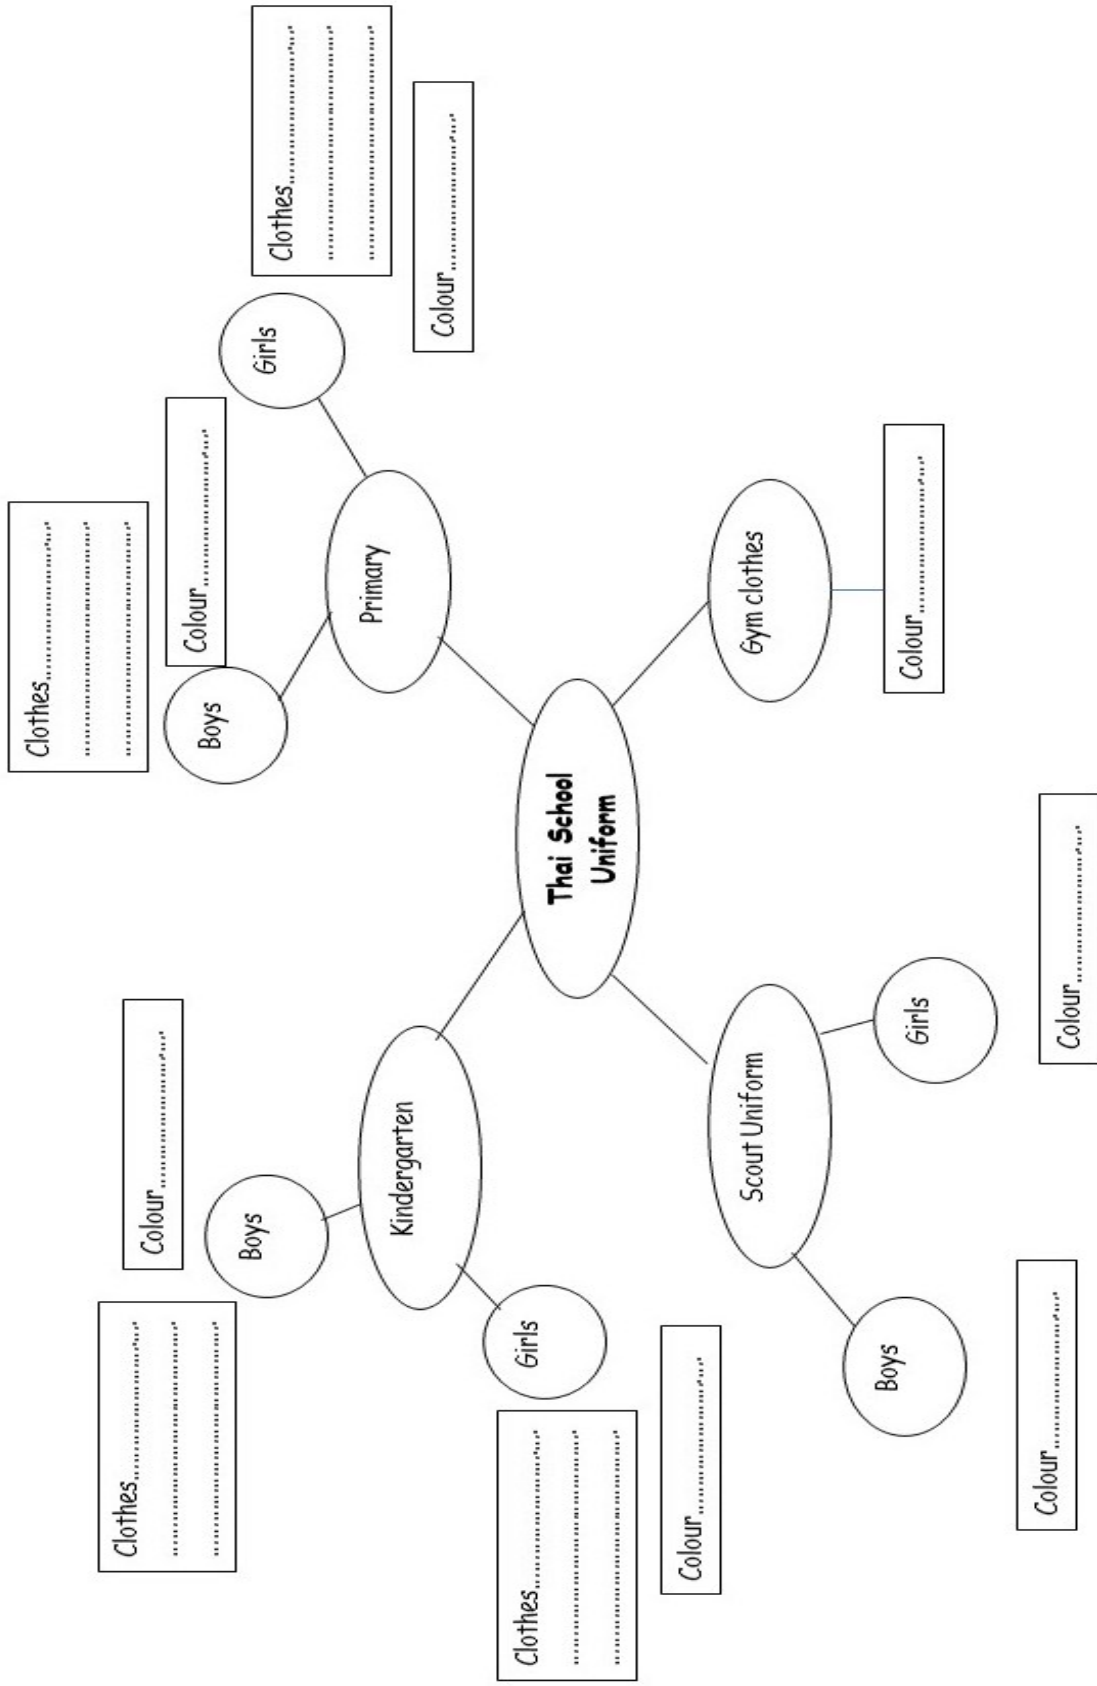 Clothes.................................
.............................................
.............................................
Colour...........................
Boys
Kindergarten
Girls
Clothes.................................
.............................................
.............................................
Colour...........................
Clothes.................................
.............................................
.............................................
Colour...........................
Boys
Primary
Girls
Clothes.................................
.............................................
.............................................
Colour...........................
Thai School
Uniform
Scout Uniform
Boys
Colour...........................
Girls
Colour...........................
Gym clothes
Colour...........................